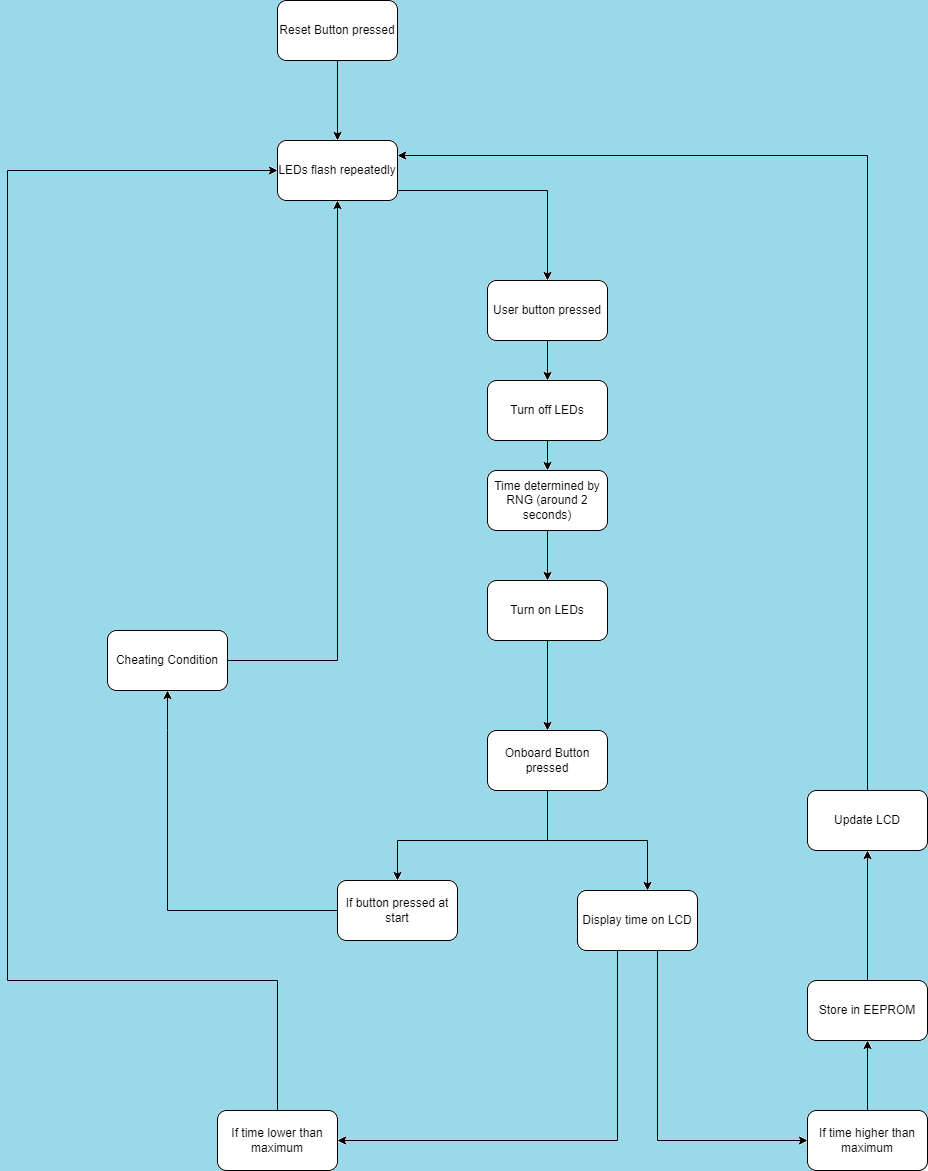 Reset Button pressed
LEDs flash repeatedly
User button pressed
Turn off LEDs
Time determined by
RNG (around 2
seconds)
Turn on LEDs
Cheating Condition
Onboard Button
pressed
Update LCD
If button pressed at
start
Display time on LCD
Store in EEPROM
If time lower than
maximum
If time higher than
maximum